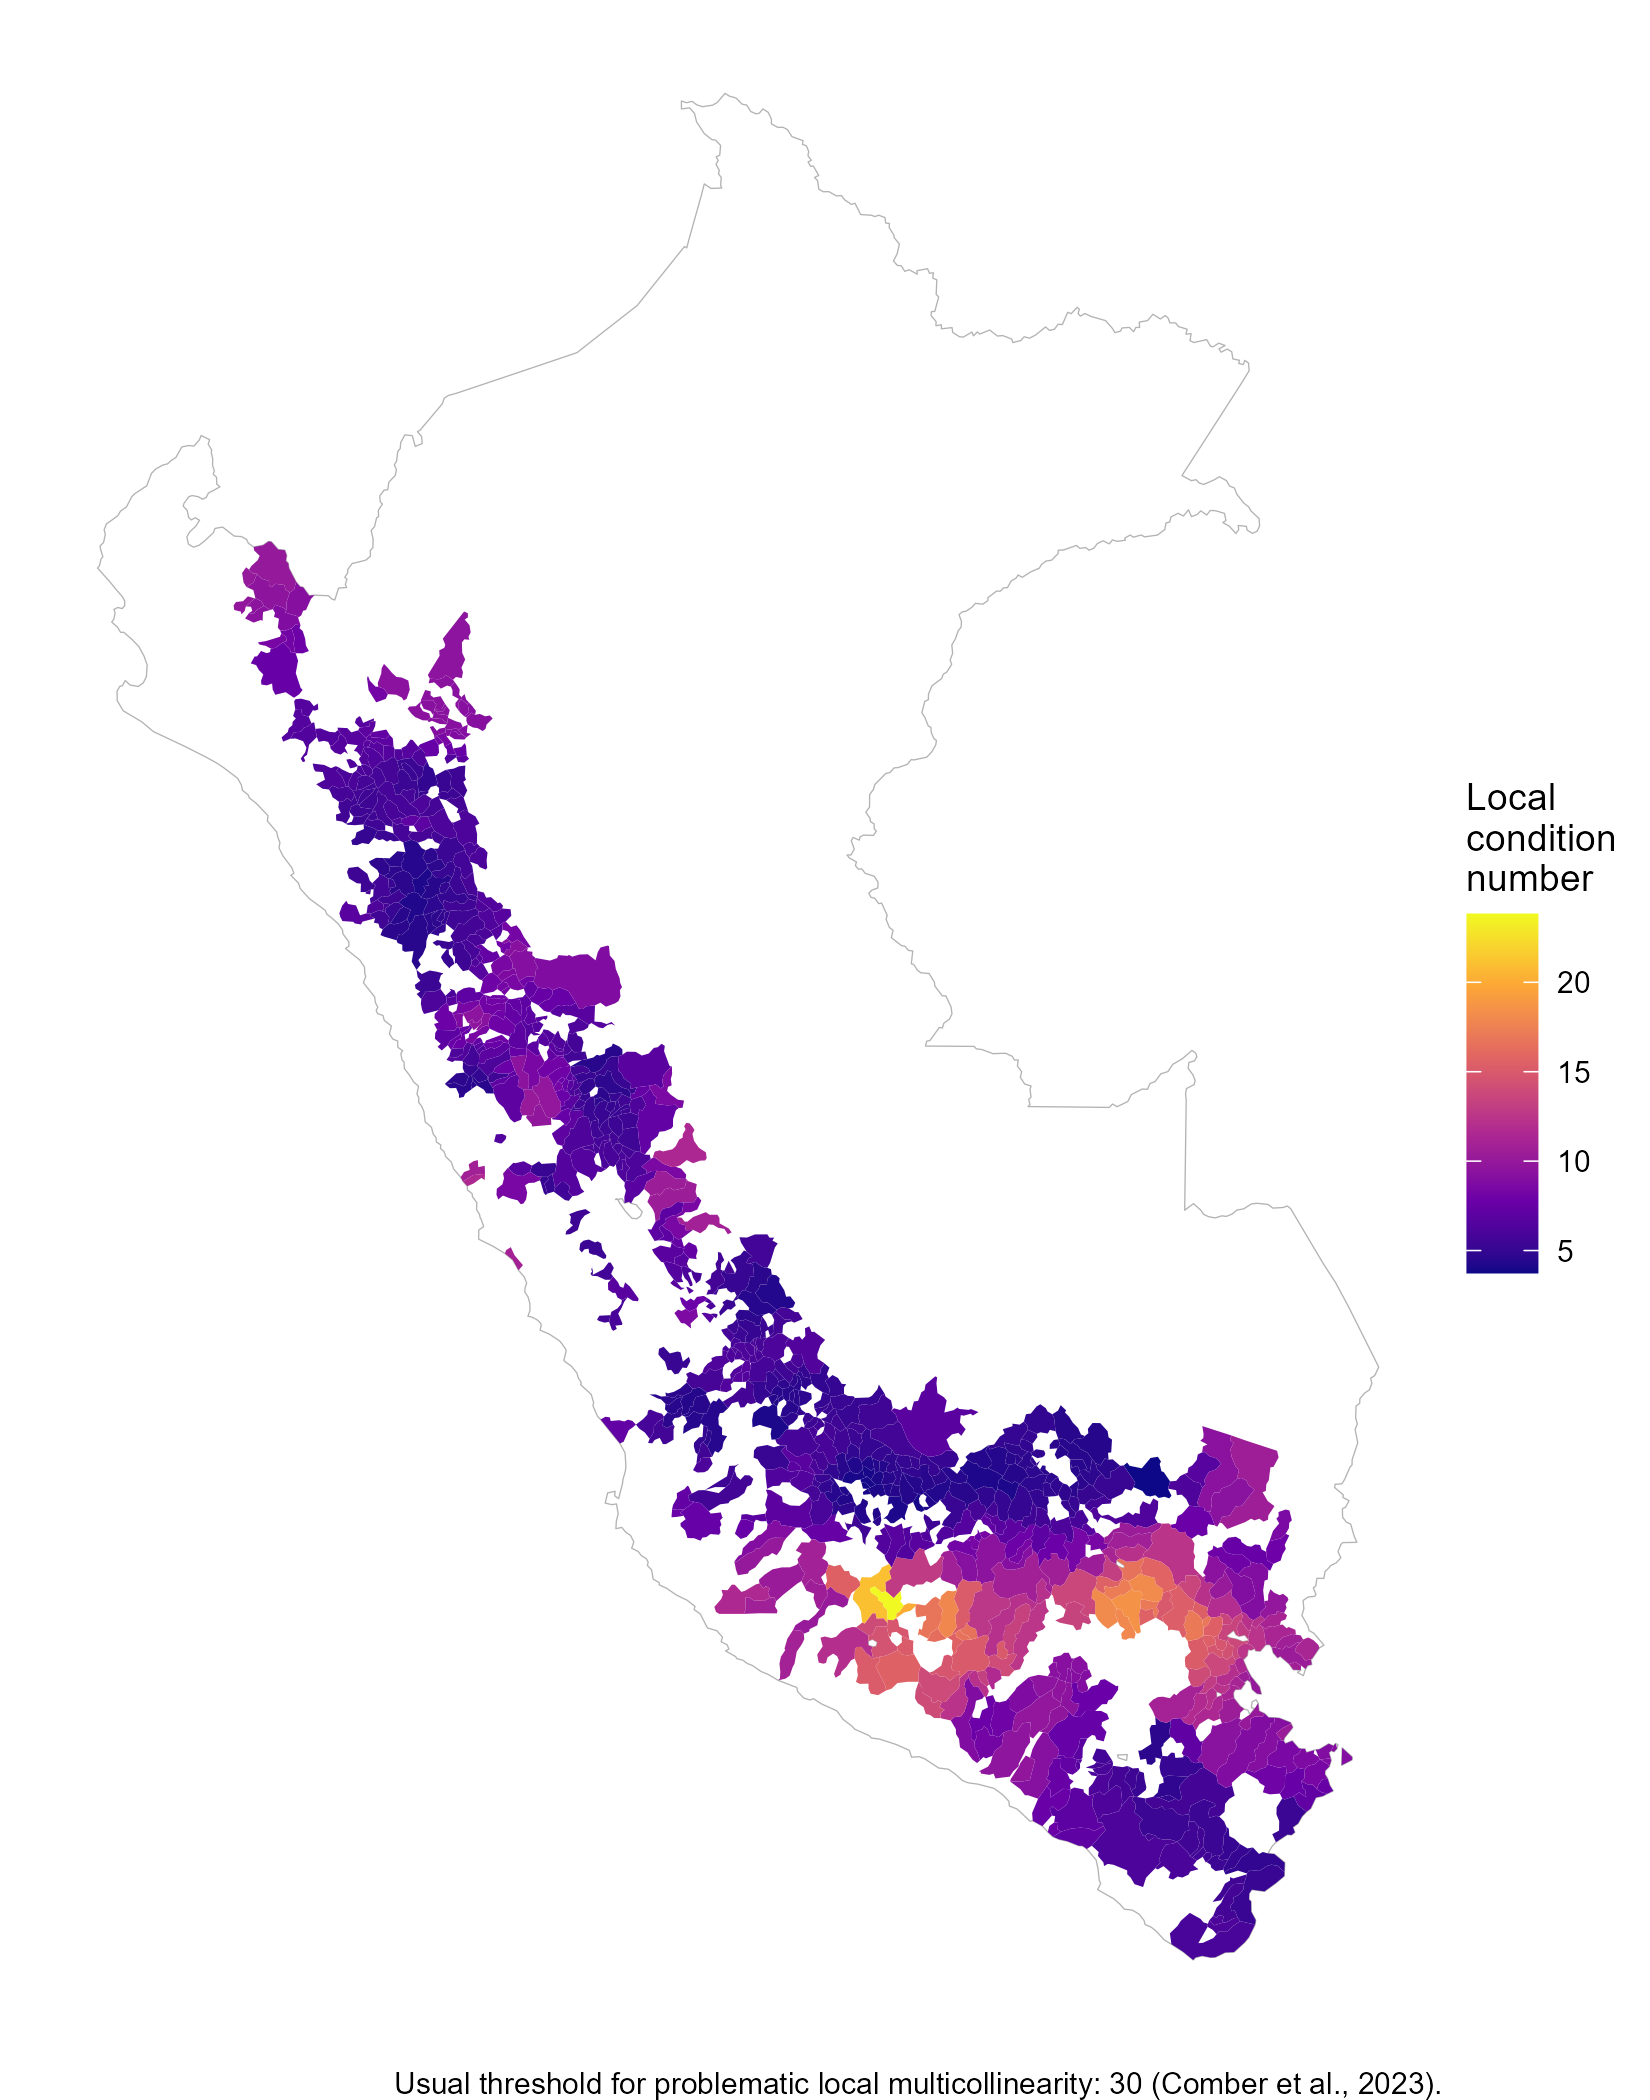 Local
condition
number
20
15
10
5
Usual threshold for problematic local multicollinearity: 30 (Comber et al., 2023).